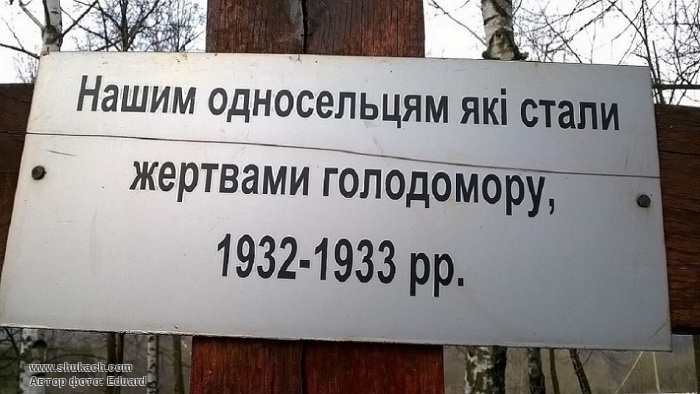 Нашим односельцям які стали
жертвами голодомору,
1932-1933 рр.
www.shukach.com
Автор фото: Eduard